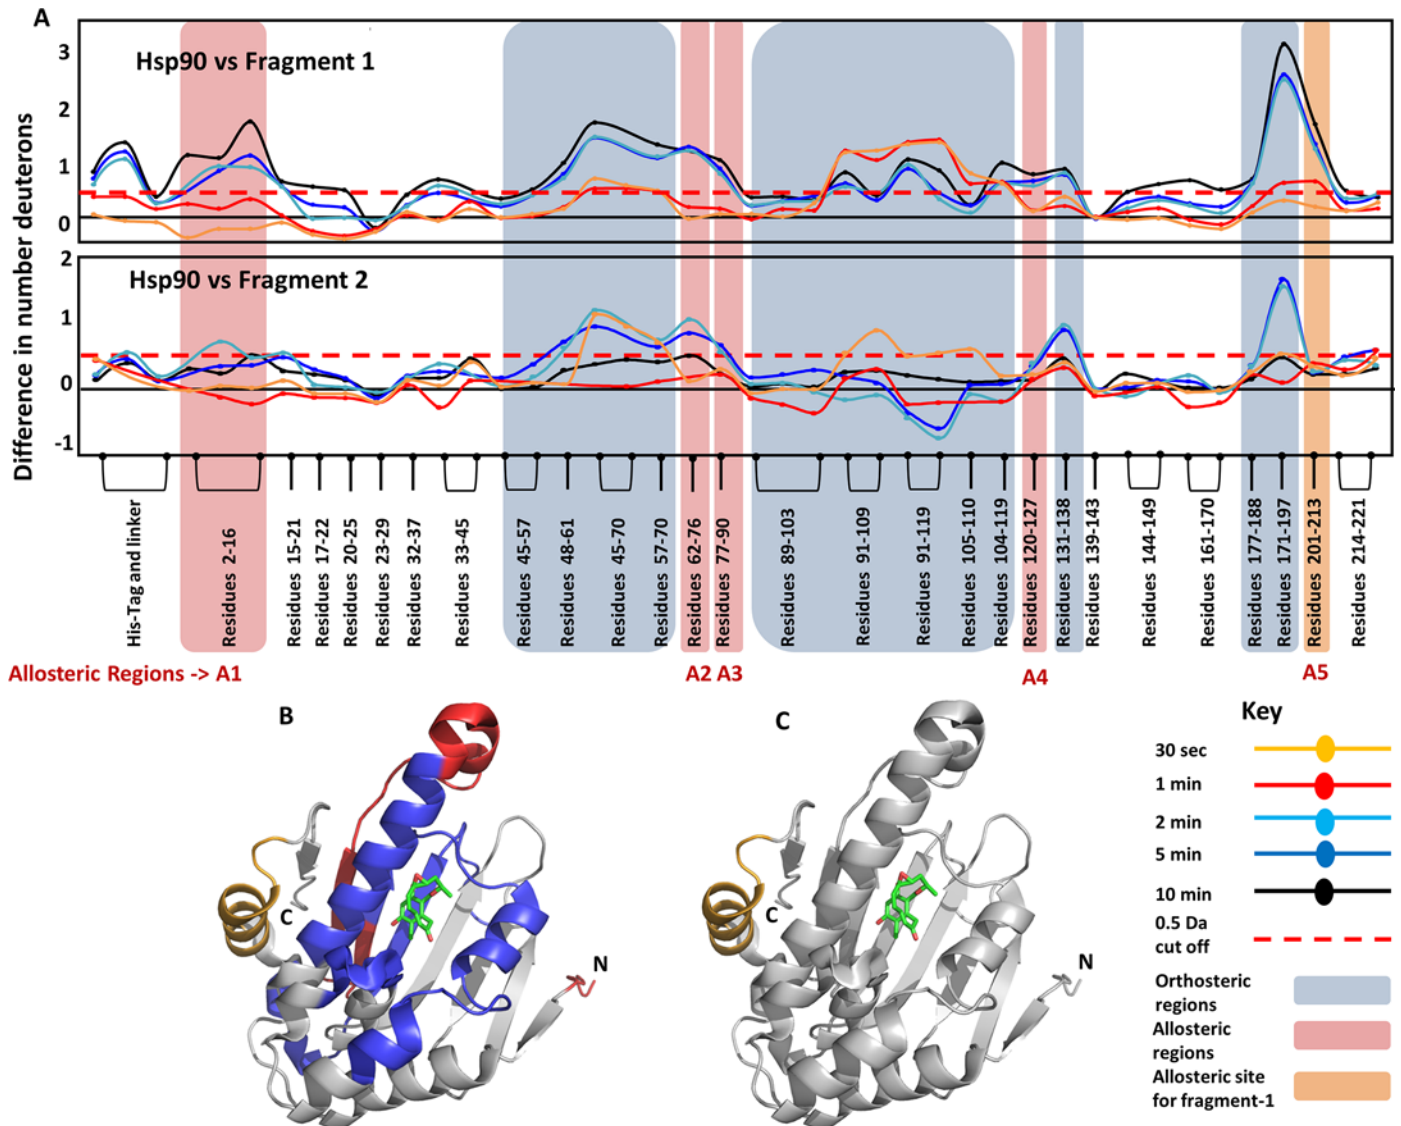 A
Hsp90 vs Fragment 1
3
2
1
0
Difference in number deuterons
Hsp90 vs Fragment 2
2
1
0
-1
His-Tag and linker
Residues 2-16
Residues 15-21
Residues 17-22
Residues 20-25
Residues 23-29
Residues 32-37
Residues 33-45
Residues 45-57
Residues 48-61
Residues 45-70
Residues 57-70
Residues 62-76
Residues 77-90
Residues 89-103
Residues 91-109
Residues 91-119
Residues 105-110
Residues 104-119
Residues 120-127
Residues 131-138
Residues 139-143
Residues 144-149
Residues 161-170
Residues 177-188
Residues 171-197
Residues 201-213
Residues 214-221
Allosteric Regions -> A1
A2 A3
A4
A5
B
C
N
C
C
N
Key
30 sec
1 min
2 min
5 min
10 min
0.5 Da
cut off
Orthosteric
regions
Allosteric
regions
Allosteric site
for fragment-1